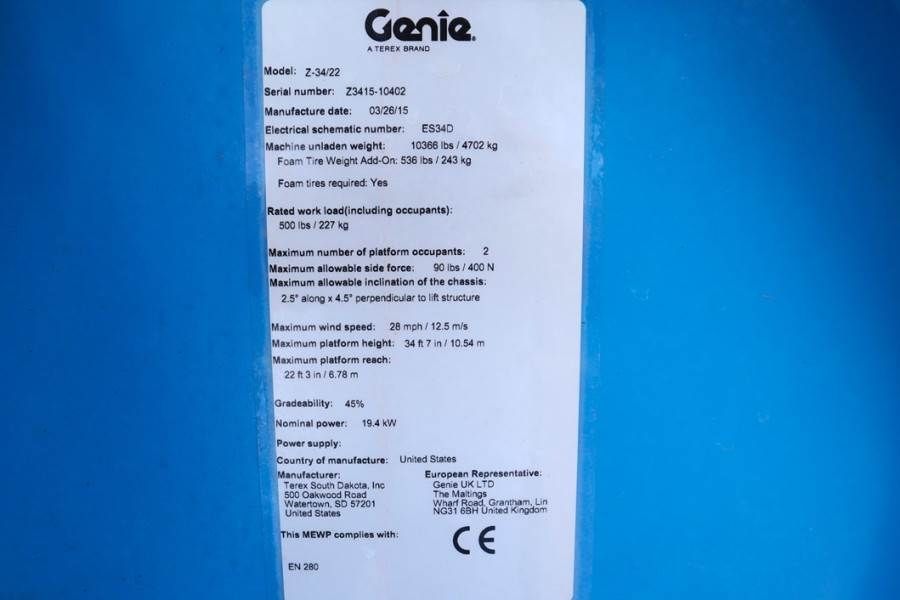 Genie.
A TEREX BRAND
Model: Z-34/22
Serial number: Z3415-10402
Manufacture date: 03/26/15
Electrical schematic number: ES34D
Machine unladen weight: 10366 lbs / 4702 kg
Foam Tire Weight Add-On: 536 lbs / 243 kg
Foam tires required: Yes
Rated work load(including occupants):
500 lbs / 227 kg
Maximum number of platform occupants: 2
Maximum allowable side force: 90 lbs / 400 N
Maximum allowable inclination of the chassis:
2.5° along x 4.5° perpendicular to lift structure
Maximum wind speed: 28 mph / 12.5 m/s
Maximum platform height: 34 ft 7 in / 10.54 m
Maximum platform reach:
22 ft 3 in / 6.78 m
Gradeability: 45%
Nominal power: 19.4 kW
Power supply:
Country of manufacture: United States
Manufacturer:
Terex South Dakota, Inc
500 Oakwood Road
Watertown, SD 57201
United States
European Representative:
Genie UK LTD
The Maltings
Wharf Road, Grantham, Lin
NG31 6BH United Kingdom
This MEWP complies with:
CE
EN 280